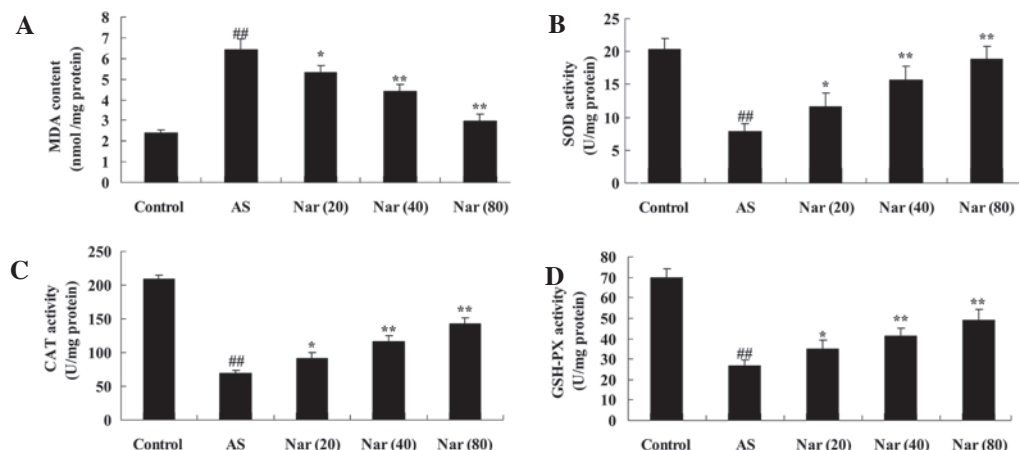 A
MDA content
(nmol /mg protein)
8
7
6
5
4
3
2
1
0
##
*
**
**
Control AS Nar (20) Nar (40) Nar (80)
B
SOD activity
(U/mg protein)
25
20
15
10
5
0
##
*
**
**
Control AS Nar (20) Nar (40) Nar (80)
C
CAT activity
(U/mg protein)
250
200
150
100
50
0
##
*
**
**
Control AS Nar (20) Nar (40) Nar (80)
D
GSH-PX activity
(U/mg protein)
80
70
60
50
40
30
20
10
0
##
*
**
**
Control AS Nar (20) Nar (40) Nar (80)